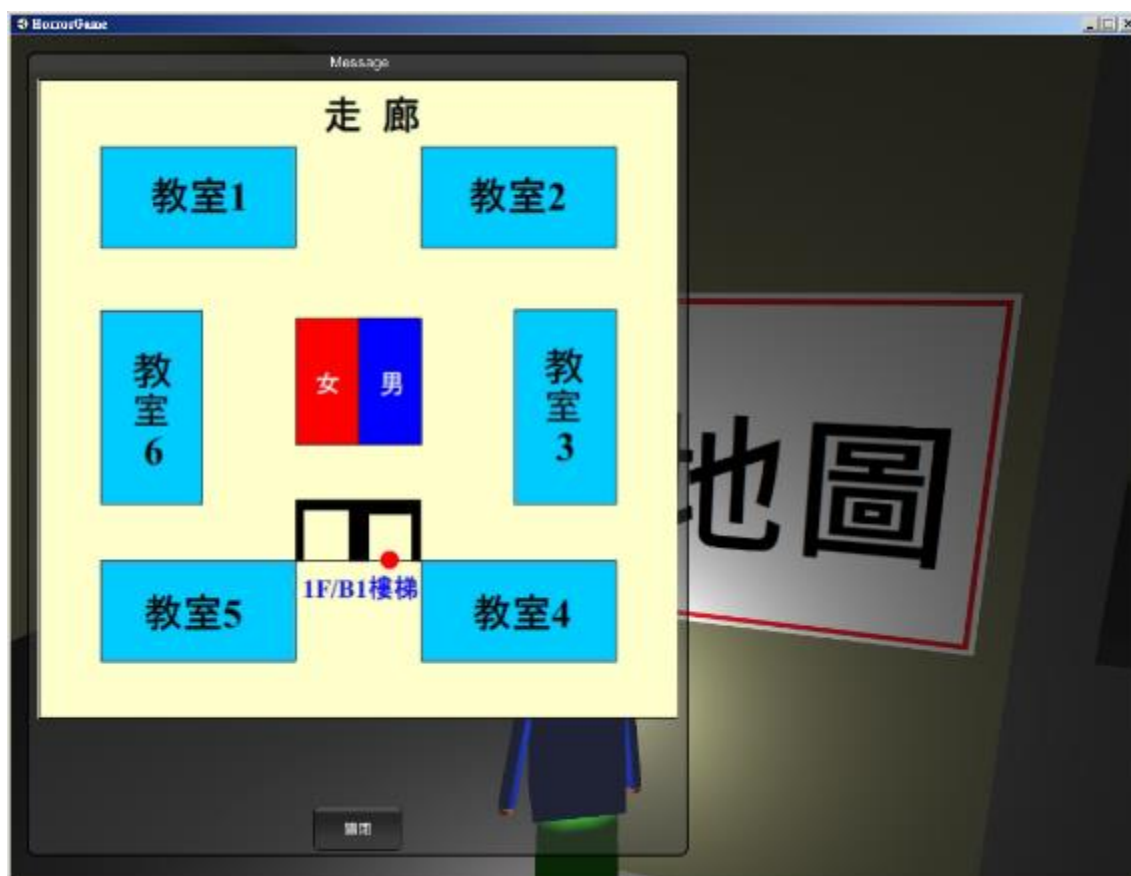 HorrorGame
Message
走 廊
教室1
教室2
教室6
女
男
教室3
1F/B1樓梯
教室5
教室4
地圖
關閉